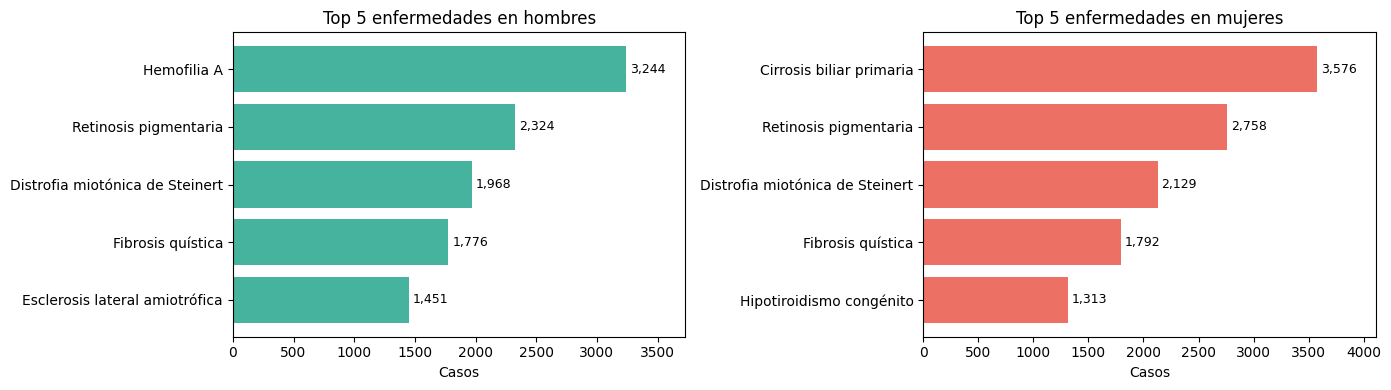 Top 5 enfermedades en hombres
Hemofilia A
3,244
Retinosis pigmentaria
2,324
Distrofia miotónica de Steinert
1,968
Fibrosis quística
1,776
Esclerosis lateral amiotrófica
1,451
0 500 1000 1500 2000 2500 3000 3500
Casos
Top 5 enfermedades en mujeres
Cirrosis biliar primaria
3,576
Retinosis pigmentaria
2,758
Distrofia miotónica de Steinert
2,129
Fibrosis quística
1,792
Hipotiroidismo congénito
1,313
0 500 1000 1500 2000 2500 3000 3500 4000
Casos